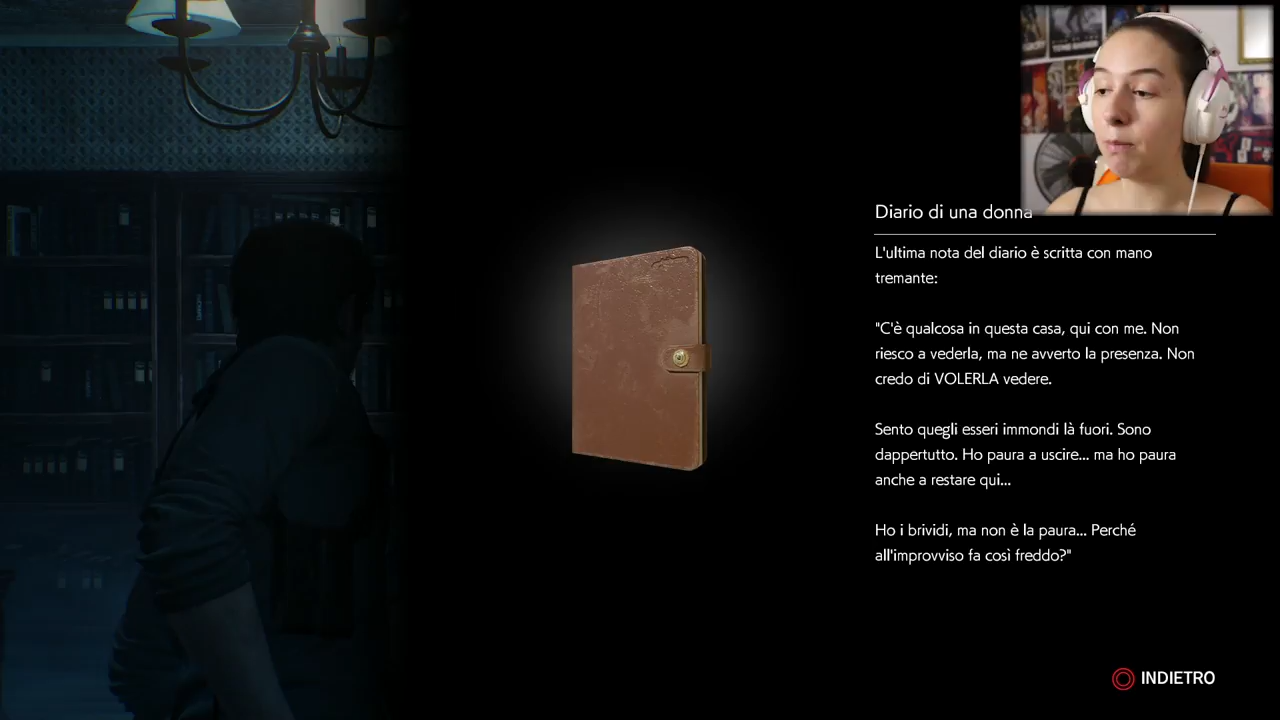 Diario di una donna
L'ultima nota del diario è scritta con mano
tremante:
"C'è qualcosa in questa casa, qui con me. Non
riesco a vederla, ma ne avverto la presenza. Non
credo di VOLERLA vedere.
Sento quegli esseri immondi là fuori. Sono
dappertutto. Ho paura a uscire... ma ho paura
anche a restare qui...
Ho i brividi, ma non è la paura... Perché
all'improvviso fa così freddo?"
INDIETRO